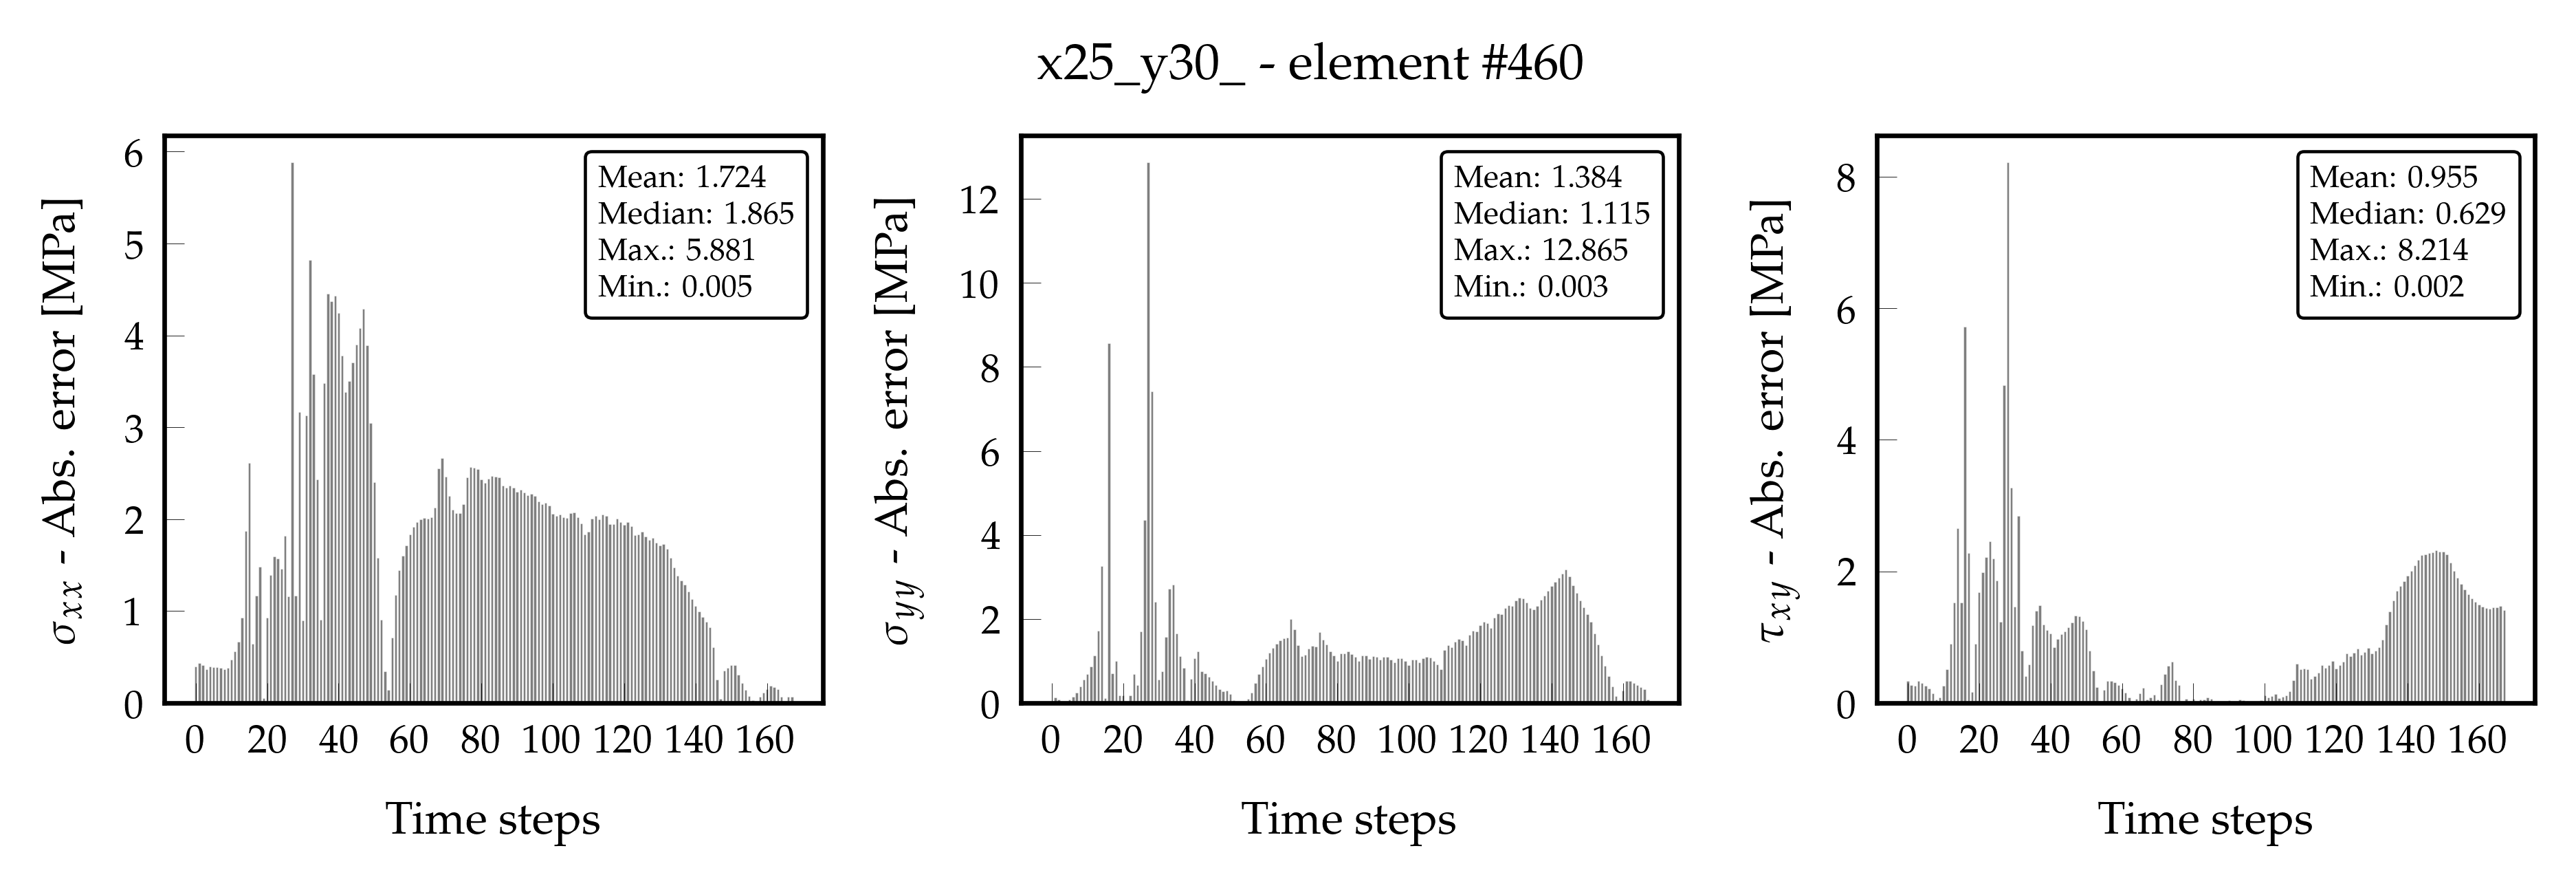 x25_y30_ - element #460
σxx - Abs. error [MPa]
6
5
4
3
2
1
0
Mean: 1.724
Median: 1.865
Max.: 5.881
Min.: 0.005
0 20 40 60 80 100 120 140 160
Time steps
σyy - Abs. error [MPa]
12
10
8
6
4
2
0
Mean: 1.384
Median: 1.115
Max.: 12.865
Min.: 0.003
0 20 40 60 80 100 120 140 160
Time steps
τxy - Abs. error [MPa]
8
6
4
2
0
Mean: 0.955
Median: 0.629
Max.: 8.214
Min.: 0.002
0 20 40 60 80 100 120 140 160
Time steps